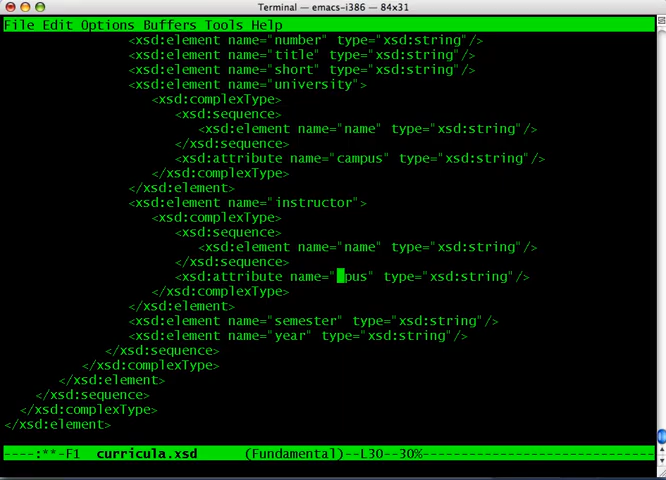 Terminal — emacs-i386 — 84x31
File Edit Options Buffers Tools Help
<xsd:element name="number" type="xsd:string"/>
<xsd:element name="title" type="xsd:string"/>
<xsd:element name="short" type="xsd:string"/>
<xsd:element name="university">
<xsd:complexType>
<xsd:sequence>
<xsd:element name="name" type="xsd:string"/>
</xsd:sequence>
<xsd:attribute name="campus" type="xsd:string"/>
</xsd:complexType>
</xsd:element>
<xsd:element name="instructor">
<xsd:complexType>
<xsd:sequence>
<xsd:element name="name" type="xsd:string"/>
</xsd:sequence>
<xsd:attribute name="pus" type="xsd:string"/>
</xsd:complexType>
</xsd:element>
<xsd:element name="semester" type="xsd:string"/>
<xsd:element name="year" type="xsd:string"/>
</xsd:sequence>
</xsd:complexType>
</xsd:element>
</xsd:sequence>
</xsd:complexType>
</xsd:element>
----:**-F1 curricula.xsd (Fundamental)--L30--30%------------------------------